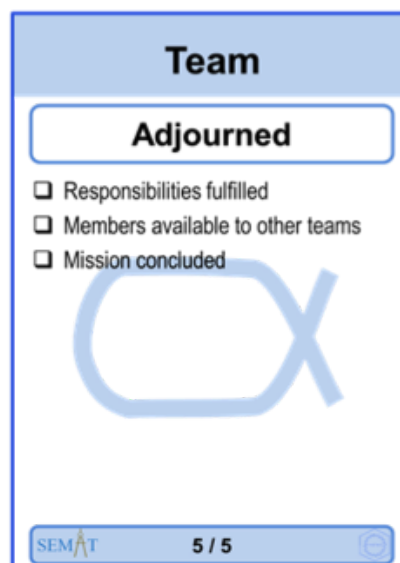 Team
Adjourned
❑ Responsibilities fulfilled
❑ Members available to other teams
❑ Mission concluded
SEMAT 5 / 5